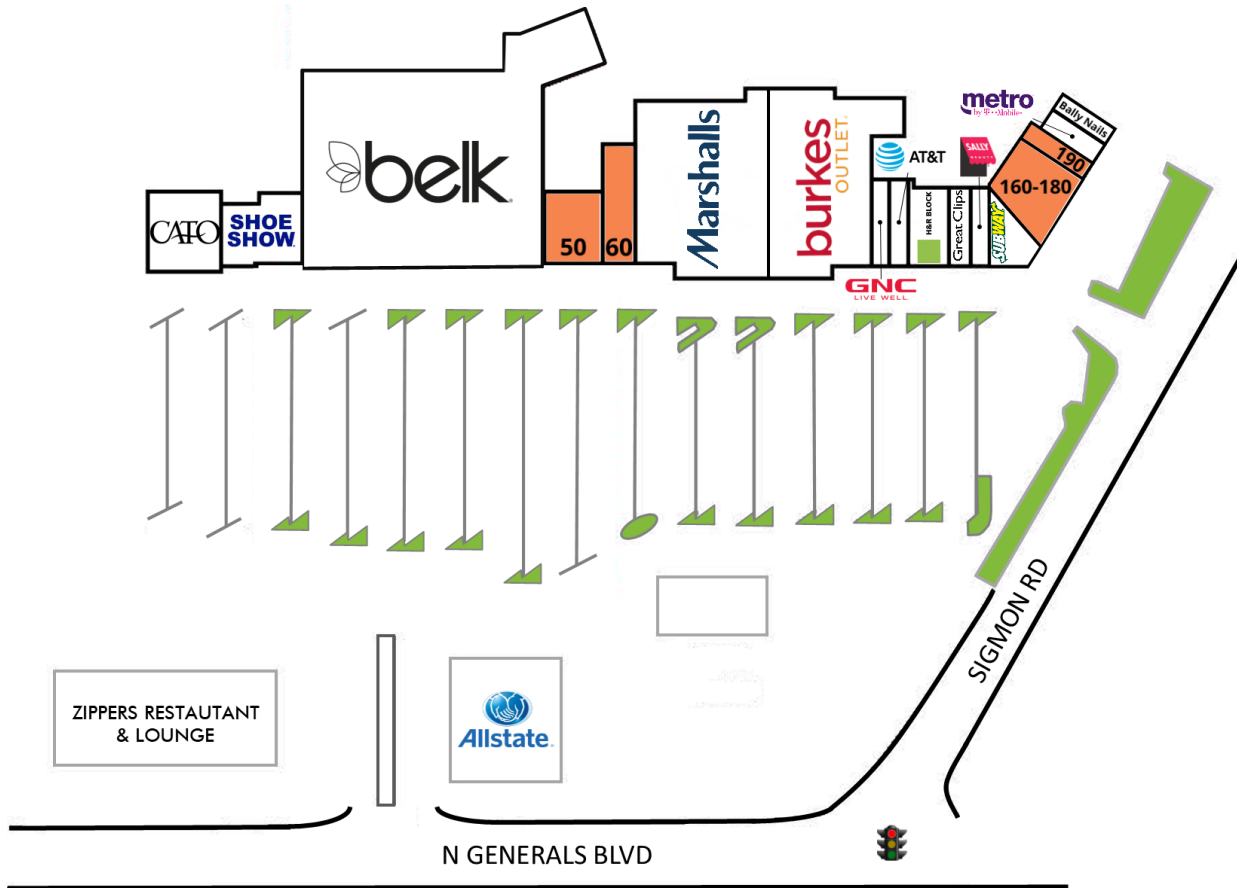 metro
by T-Mobile
Bally Nails
SALLY
BEAUTY
AT&T
190
160-180
belk
Marshalls
burkes
OUTLET
CATO
SHOE
SHOW
50
60
H&R BLOCK
Great Clips
SUBWAY
GNC
LIVE WELL
SIGMON RD
ZIPPERS RESTAUTANT
& LOUNGE
Allstate
N GENERALS BLVD